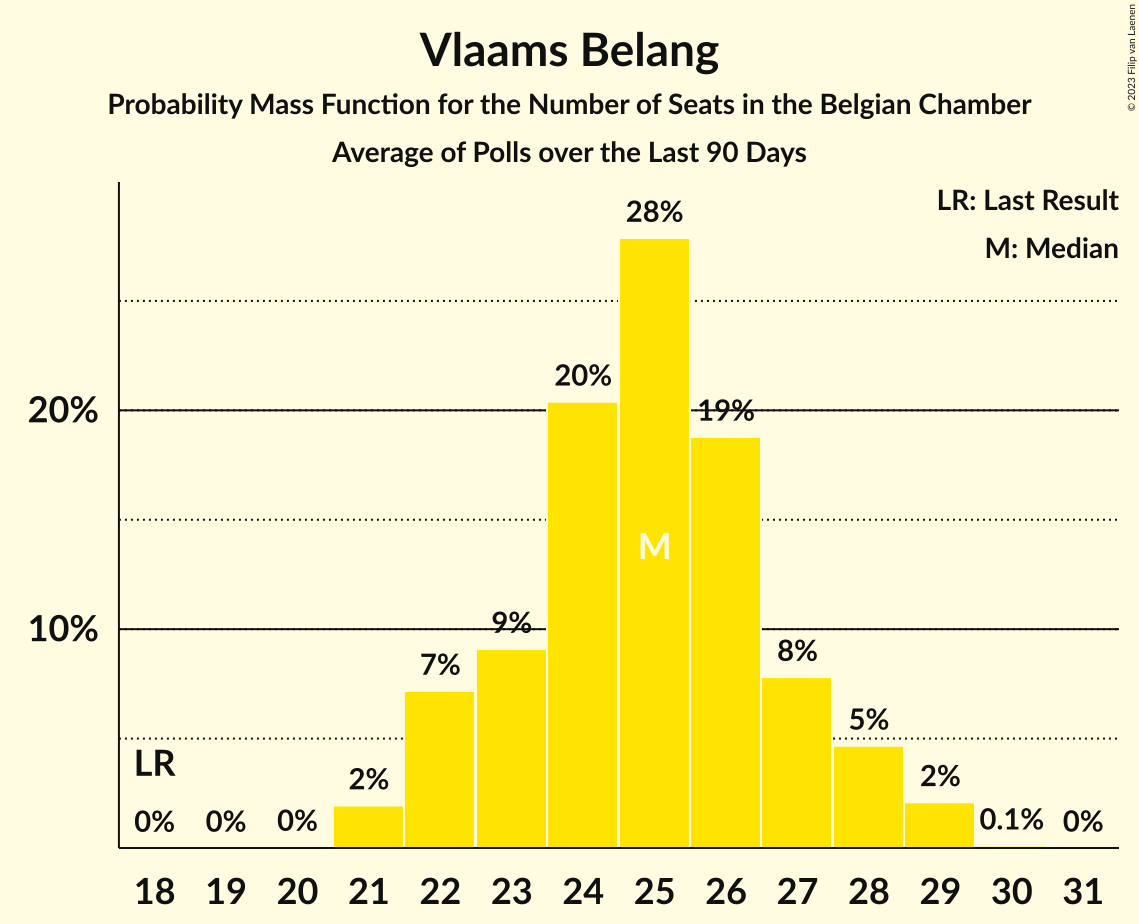 Vlaams Belang
Probability Mass Function for the Number of Seats in the Belgian Chamber
Average of Polls over the Last 90 Days
© 2023 Filip van Laenen
LR: Last Result
M: Median
28%
20%
20%
19%
M
10%
9%
7%
8%
5%
LR
2%
2%
0%
0%
0%
0.1%
0%
18 19 20 21 22 23 24 25 26 27 28 29 30 31